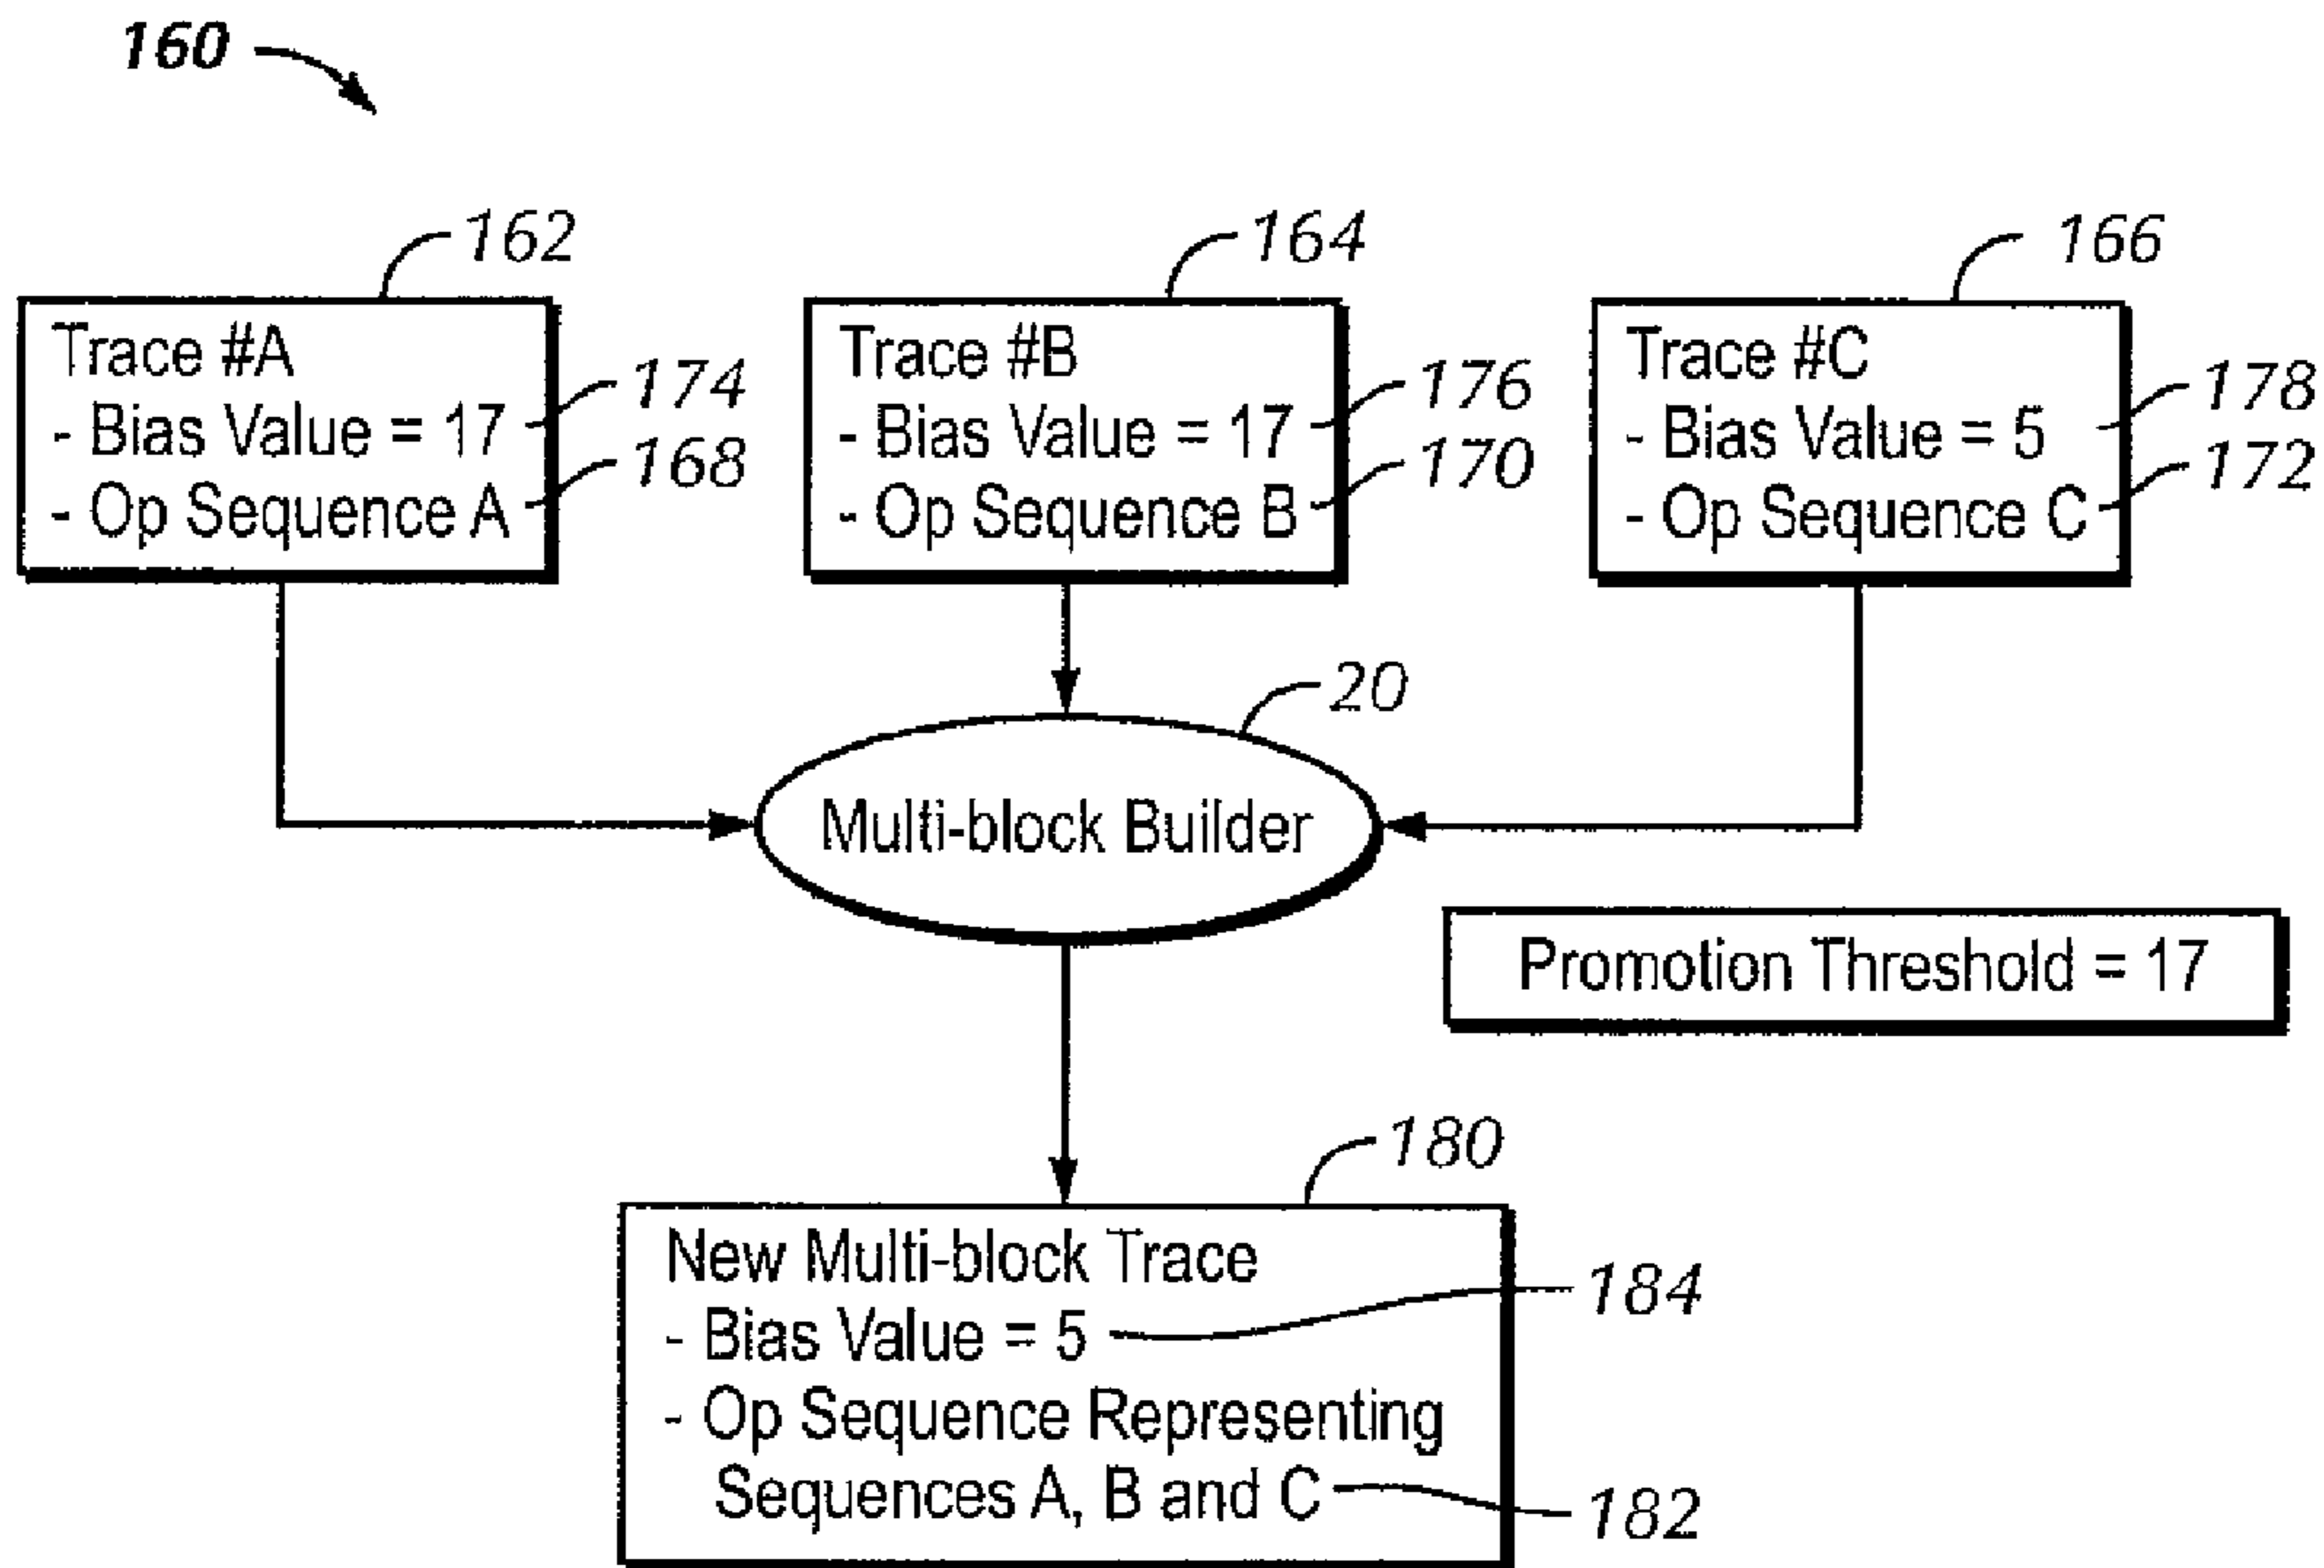 160
162
164
166
Trace #A
- Bias Value = 17
- Op Sequence A
174
168
Trace #B
- Bias Value = 17
- Op Sequence B
176
170
Trace #C
- Bias Value = 5
- Op Sequence C
178
172
20
Multi-block Builder
Promotion Threshold = 17
180
New Multi-block Trace
- Bias Value = 5
- Op Sequence Representing
Sequences A, B and C
184
182